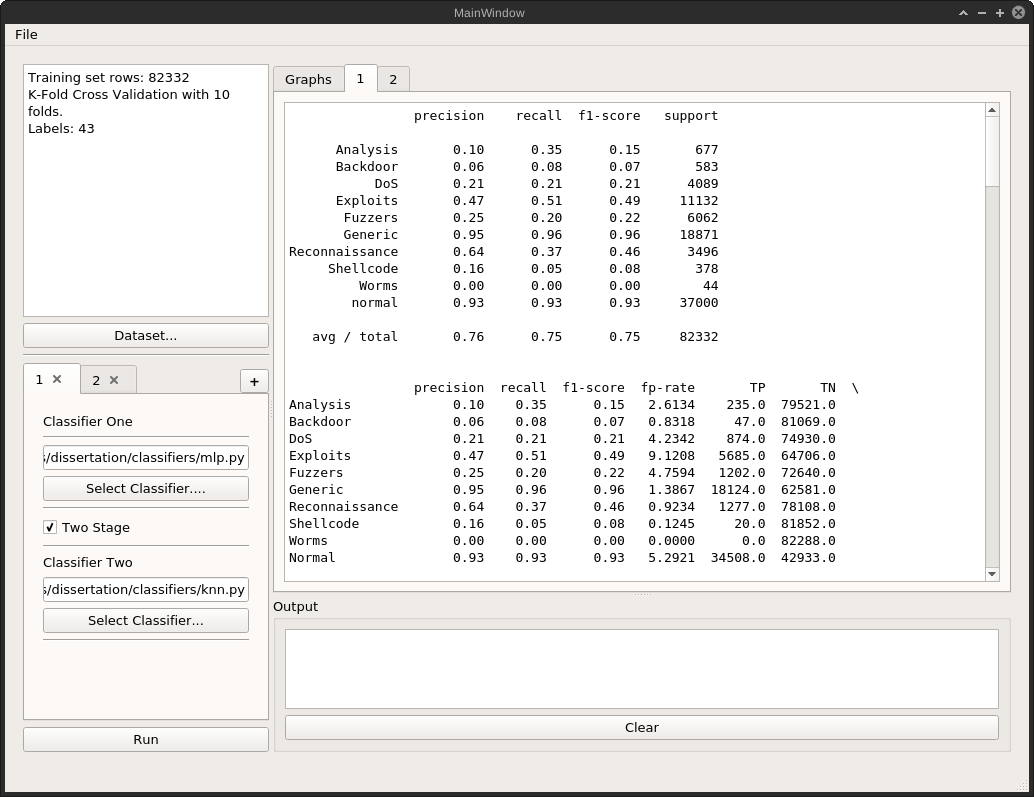 MainWindow
File
Training set rows: 82332
K-Fold Cross Validation with 10
folds.
Labels: 43
Dataset...
1 2 +
Classifier One
s/dissertation/classifiers/mlp.py
Select Classifier....
Two Stage
Classifier Two
s/dissertation/classifiers/knn.py
Select Classifier...
Run
Graphs 1 2
precision recall f1-score support
Analysis 0.10 0.35 0.15 677
Backdoor 0.06 0.08 0.07 583
DoS 0.21 0.21 0.21 4089
Exploits 0.47 0.51 0.49 11132
Fuzzers 0.25 0.20 0.22 6062
Generic 0.95 0.96 0.96 18871
Reconnaissance 0.64 0.37 0.46 3496
Shellcode 0.16 0.05 0.08 378
Worms 0.00 0.00 0.00 44
normal 0.93 0.93 0.93 37000
avg / total 0.76 0.75 0.75 82332
precision recall f1-score fp-rate TP TN \
Analysis 0.10 0.35 0.15 2.6134 235.0 79521.0
Backdoor 0.06 0.08 0.07 0.8318 47.0 81069.0
DoS 0.21 0.21 0.21 4.2342 874.0 74930.0
Exploits 0.47 0.51 0.49 9.1208 5685.0 64706.0
Fuzzers 0.25 0.20 0.22 4.7594 1202.0 72640.0
Generic 0.95 0.96 0.96 1.3867 18124.0 62581.0
Reconnaissance 0.64 0.37 0.46 0.9234 1277.0 78108.0
Shellcode 0.16 0.05 0.08 0.1245 20.0 81852.0
Worms 0.00 0.00 0.00 0.0000 0.0 82288.0
Normal 0.93 0.93 0.93 5.2921 34508.0 42933.0
Output
Clear